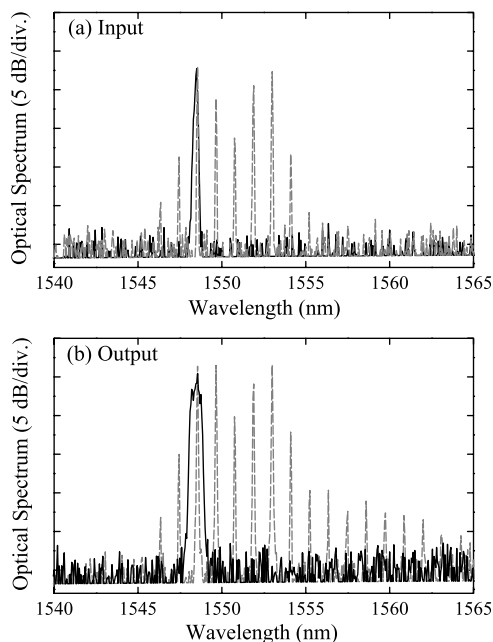 (a) Input
Optical Spectrum (5 dB/div.)
1540 1545 1550 1555 1560 1565
Wavelength (nm)
(b) Output
Optical Spectrum (5 dB/div.)
1540 1545 1550 1555 1560 1565
Wavelength (nm)